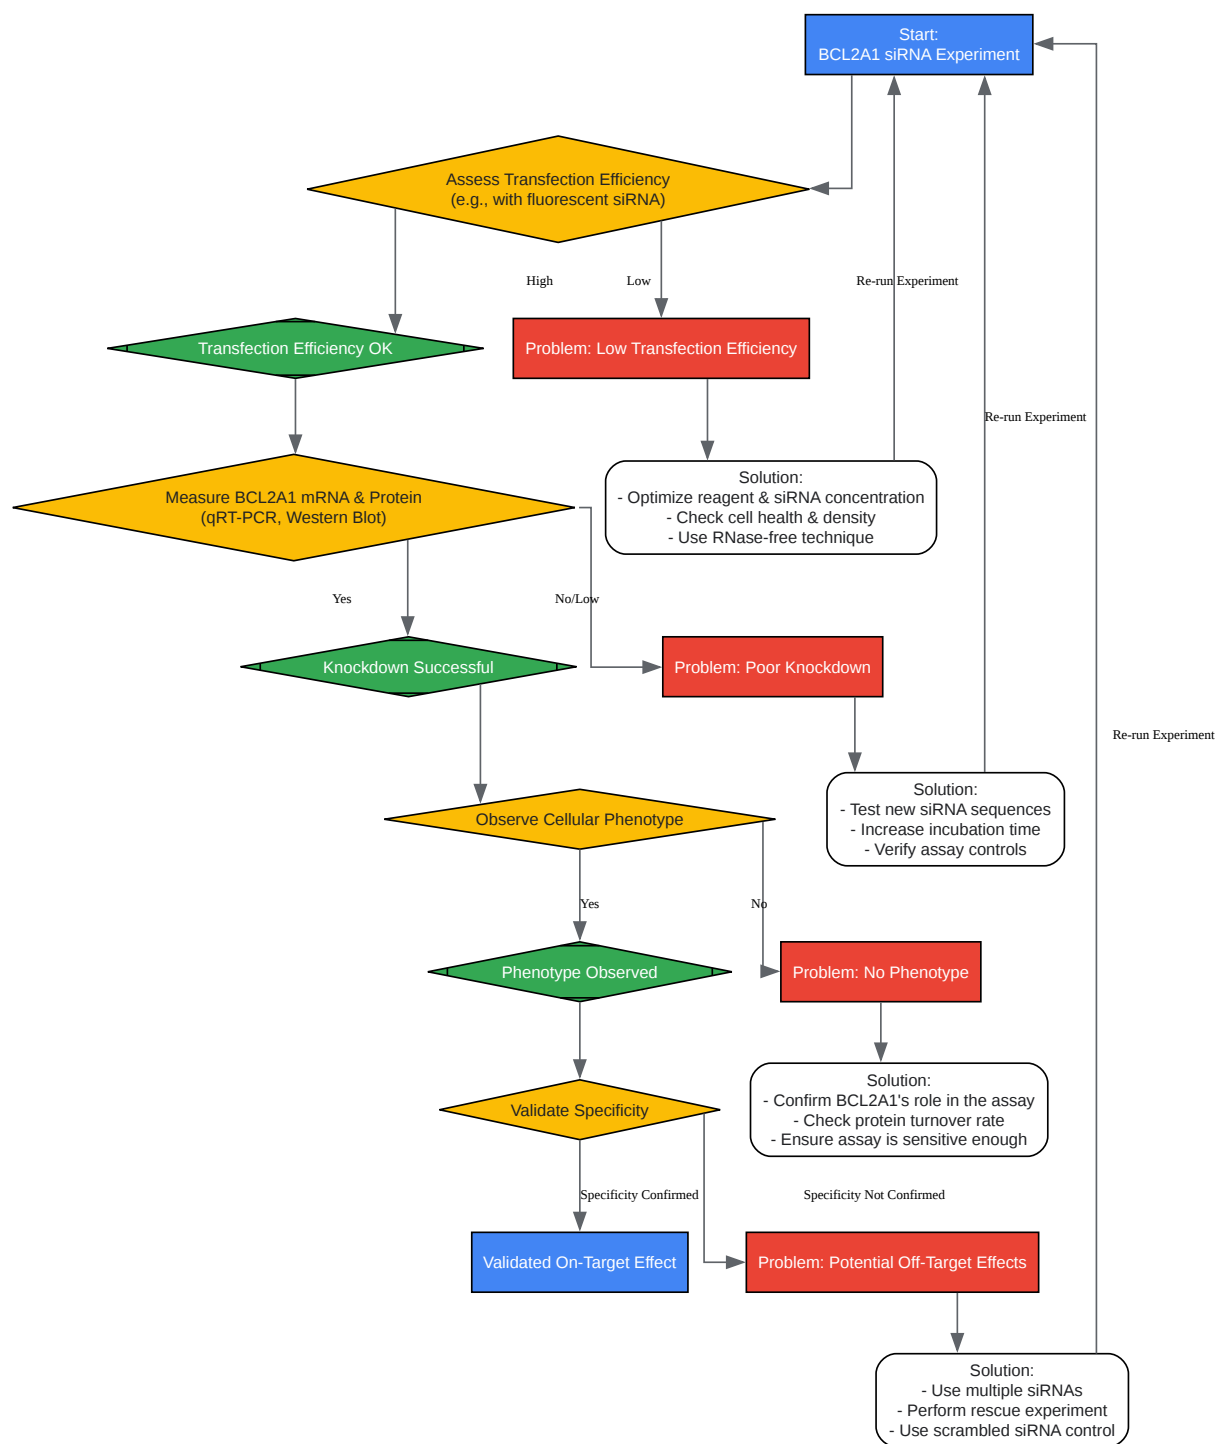 Start:
BCL2A1 siRNA Experiment
Assess Transfection Efficiency
(e.g., with fluorescent siRNA)
High
Low
Re-run Experiment
Transfection Efficiency OK
Problem: Low Transfection Efficiency
Re-run Experiment
Solution:
- Optimize reagent & siRNA concentration
- Check cell health & density
- Use RNase-free technique
Measure BCL2A1 mRNA & Protein
(qRT-PCR, Western Blot)
Yes
No/Low
Knockdown Successful
Problem: Poor Knockdown
Re-run Experiment
Solution:
- Test new siRNA sequences
- Increase incubation time
- Verify assay controls
Observe Cellular Phenotype
Yes
No
Phenotype Observed
Problem: No Phenotype
Solution:
- Confirm BCL2A1's role in the assay
- Check protein turnover rate
- Ensure assay is sensitive enough
Validate Specificity
Specificity Confirmed
Specificity Not Confirmed
Validated On-Target Effect
Problem: Potential Off-Target Effects
Solution:
- Use multiple siRNAs
- Perform rescue experiment
- Use scrambled siRNA control